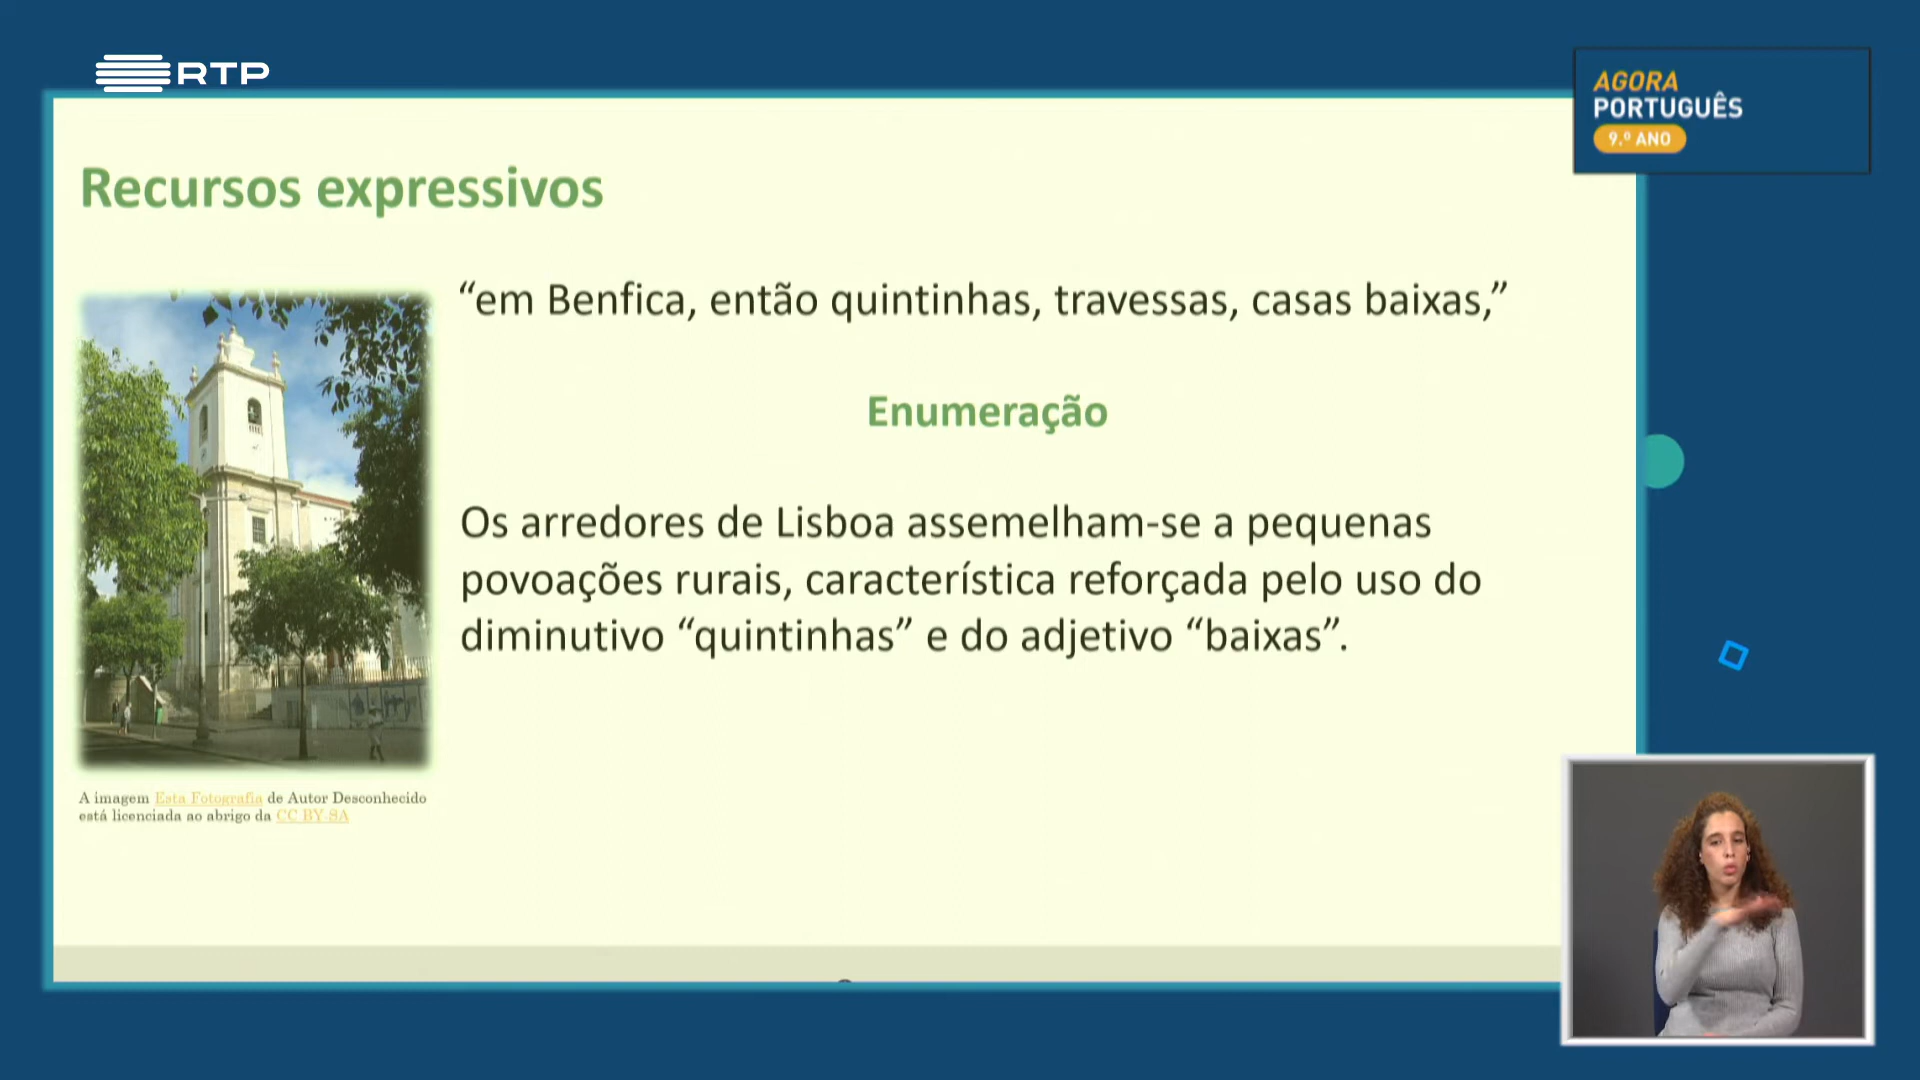 RTP
AGORA
PORTUGUÊS
9.º ANO
Recursos expressivos
“em Benfica, então quintinhas, travessas, casas baixas,”
Enumeração
Os arredores de Lisboa assemelham-se a pequenas
povoações rurais, característica reforçada pelo uso do
diminutivo “quintinhas” e do adjetivo “baixas”.
A imagem Esta Fotografia de Autor Desconhecido
está licenciada ao abrigo da CC BY-SA